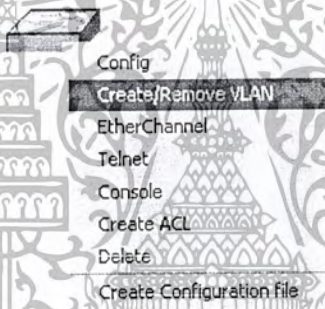 Config
Create/Remove VLAN
EtherChannel
Telnet
Console
Create ACL
Delete
Create Configuration file